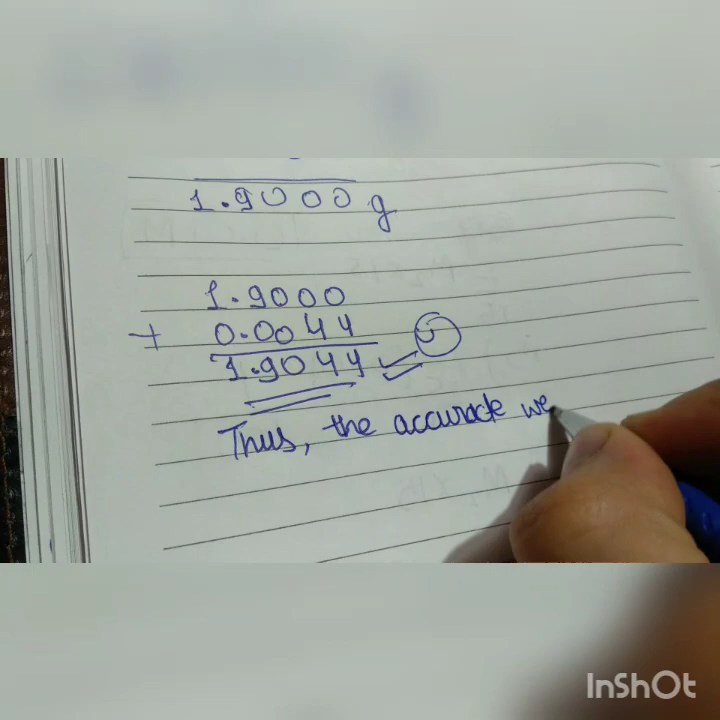 1.9000 g
1.9000
+ 0.0044
1.9044
Thus, the accurate we
InShOt